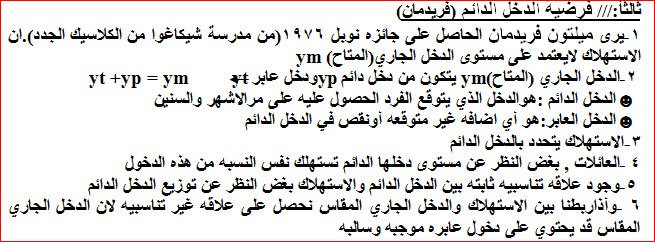 ثالثاً:/// فرضيه الدخل الدائم (فريدمان)
١-يرى ميلتون فريدمان الحاصل على جائزه نوبل ١٩٧٦(من مدرسة شيكاغوا من الكلاسيك الجدد).ان
الاستهلاك لايعتمد على مستوى الدخل الجاري(المتاح) ym
٢-الدخل الجاري (المتاح)ym يتكون من دخل دائم ypودخل عابر yt yt +yp = ym
☻الدخل الدائم :هوالدخل الذي يتوقع الفرد الحصول عليه على مرالاشهر والسنين
☻الدخل العابر:هو أي اضافه غير متوقعه أونقص في الدخل الدائم
٣-الاستهلاك يتحدد بالدخل الدائم
٤ -العائلات , بغض النظر عن مستوى دخلها الدائم تستهلك نفس النسبه من هذه الدخول
٥-وجود علاقه تناسبيه ثابته بين الدخل الدائم والاستهلاك بغض النظر عن توزيع الدخل الدائم
٦ -وأذاربطنا بين الاستهلاك والدخل الجاري المقاس نحصل على علاقه غير تناسبيه لان الدخل الجاري
المقاس قد يحتوي على دخول عابره موجبه وسالبه